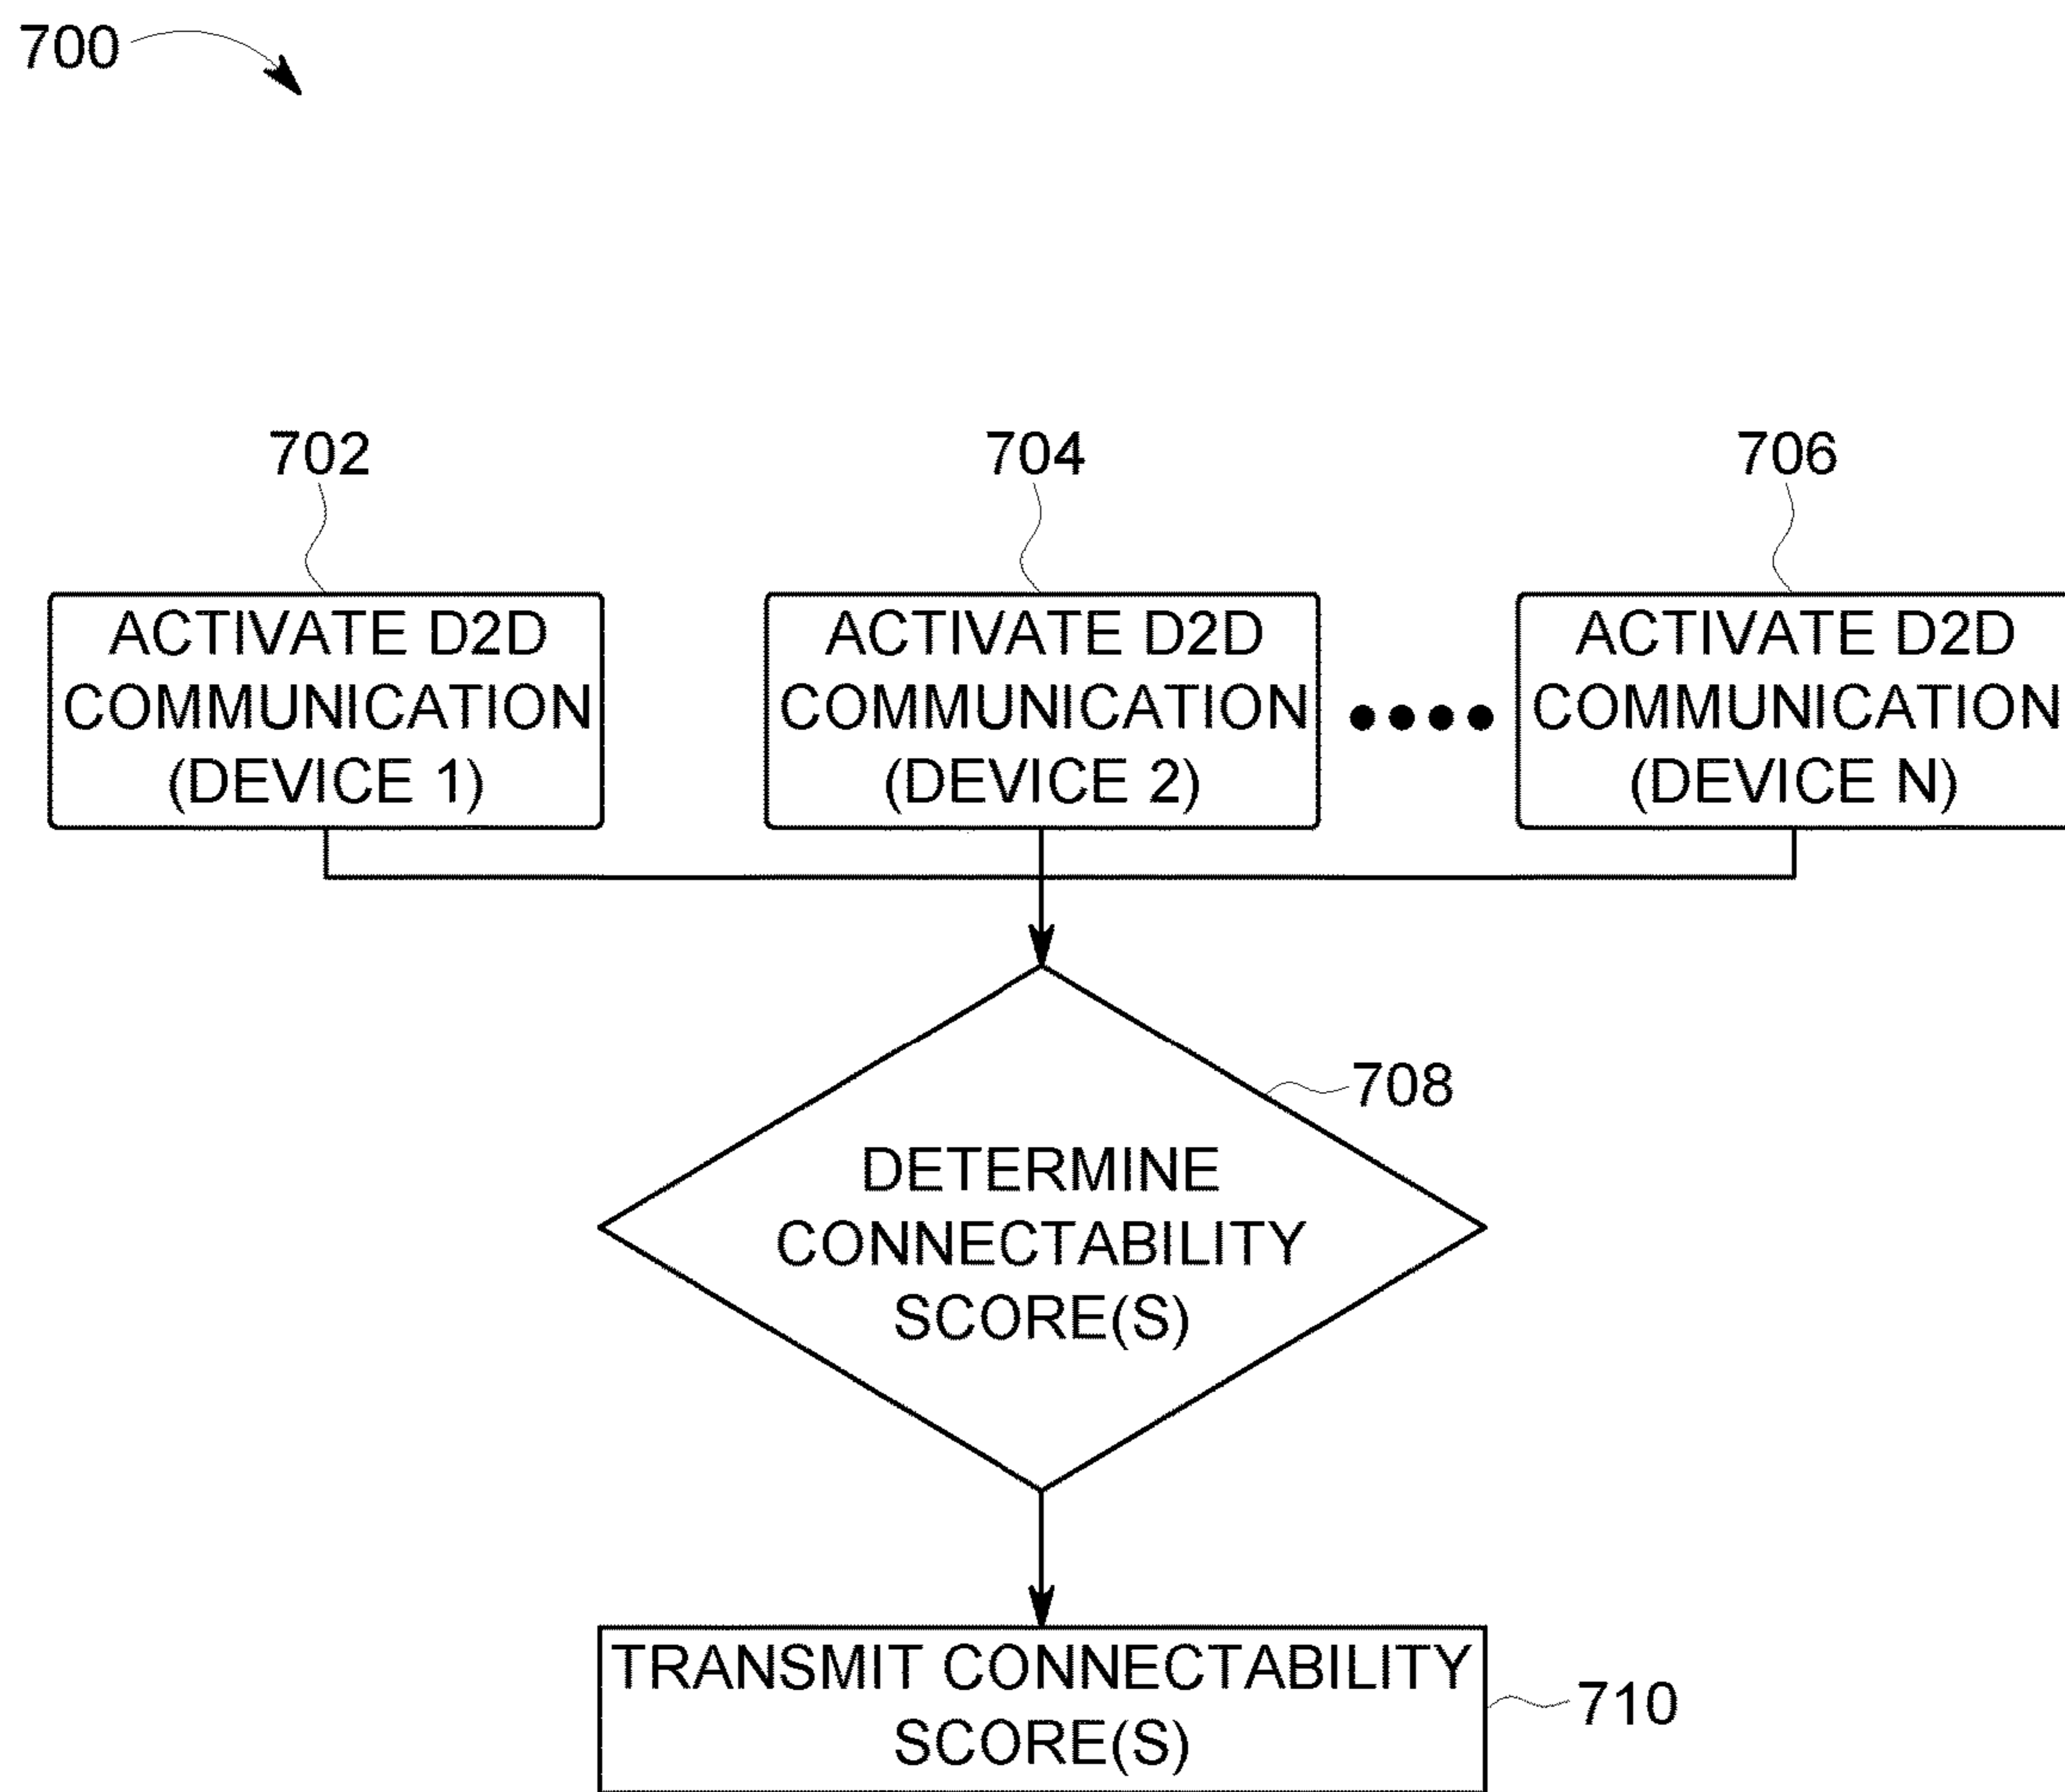 700
702
704
706
ACTIVATE D2D
COMMUNICATION
(DEVICE 1)
ACTIVATE D2D
COMMUNICATION
(DEVICE 2)
ACTIVATE D2D
COMMUNICATION
(DEVICE N)
708
DETERMINE
CONNECTABILITY
SCORE(S)
TRANSMIT CONNECTABILITY
SCORE(S)
710